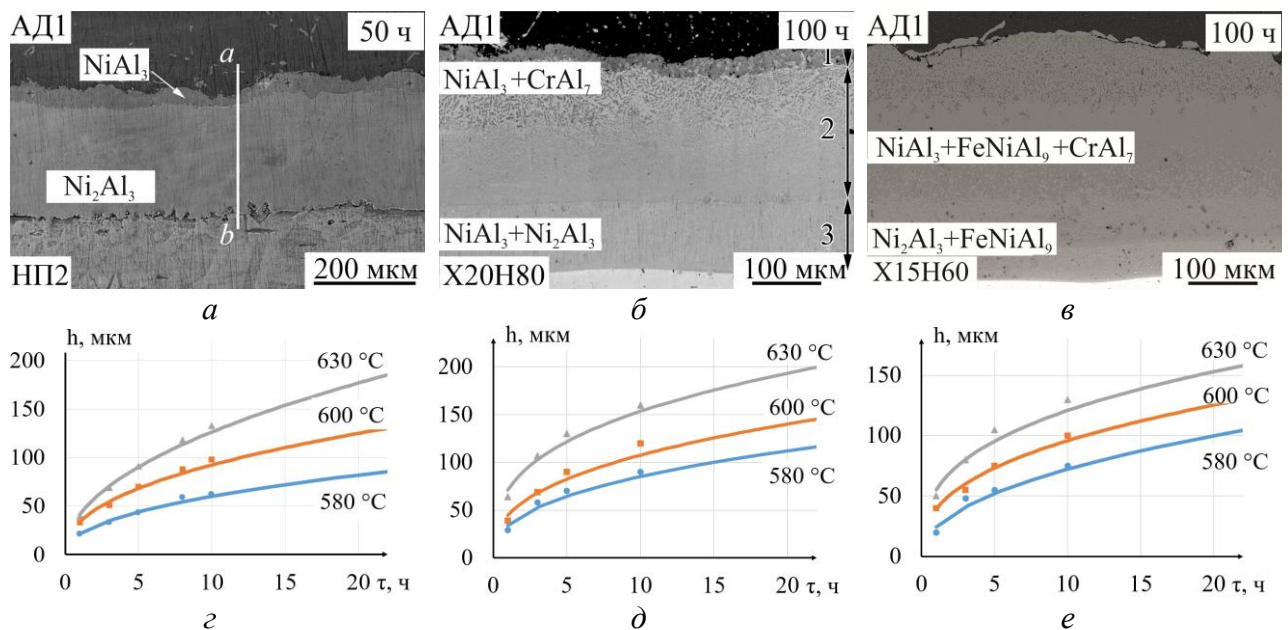 АД1 50 ч
a
NiAl₃
Ni₂Al₃
b
НП2 200 мкм
а
АД1 100 ч
1
NiAl₃+CrAl₇
2
NiAl₃+Ni₂Al₃ 3
Х20Н80 100 мкм
б
АД1 100 ч
NiAl₃+FeNiAl₉+CrAl₇
Ni₂Al₃+FeNiAl₉
Х15Н60 100 мкм
в
h, мкм
200
150
100
50
0
630 °C
600 °C
580 °C
0 5 10 15 20 τ, ч
г
h, мкм
200
150
100
50
0
630 °C
600 °C
580 °C
0 5 10 15 20 τ, ч
д
h, мкм
150
100
50
0
630 °C
600 °C
580 °C
0 5 10 15 20 τ, ч
е